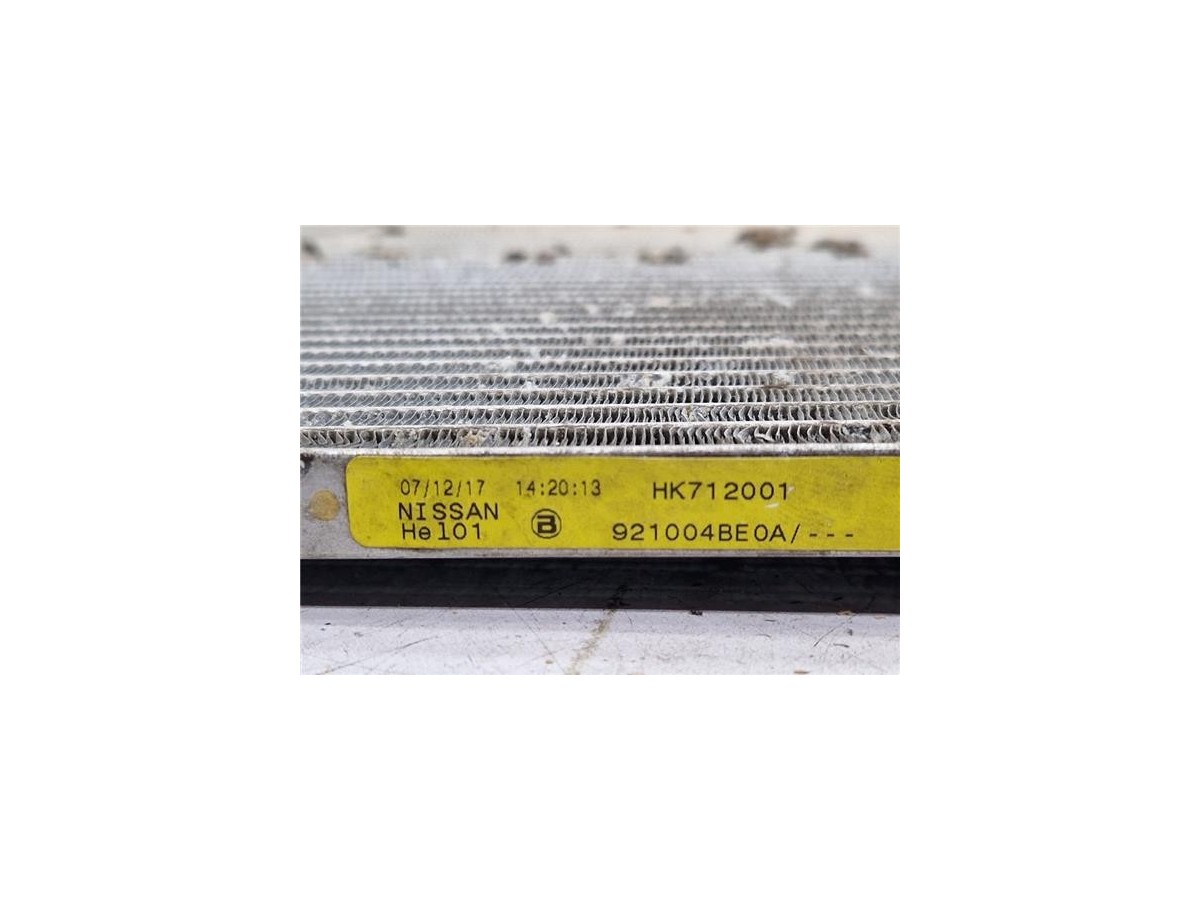 07/12/17 14:20:13 HK712001
NISSAN
He101 B 921004BE0A/---